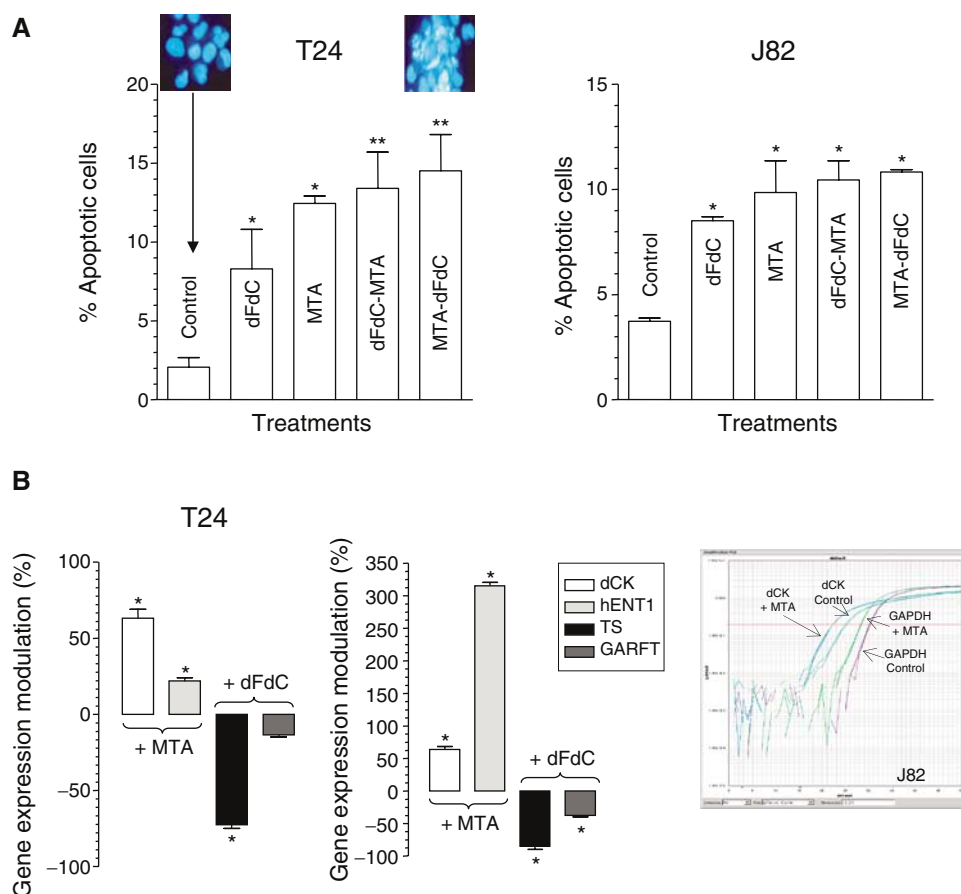 A
T24
J82
% Apoptotic cells
20
15
10
5
0
Control
dFdC
MTA
dFdC-MTA
MTA-dFdC
*
*
**
**
Treatments
% Apoptotic cells
15
10
5
0
Control
dFdC
MTA
dFdC-MTA
MTA-dFdC
*
*
*
*
Treatments
B
T24
Gene expression modulation (%)
100
50
0
−50
−100
*
*
*
+ MTA
+ dFdC
Gene expression modulation (%)
350
300
250
200
150
100
50
0
−50
−100
*
*
*
*
+ MTA
+ dFdC
dCK
hENT1
TS
GARFT
dCK
+ MTA
dCK
Control
GAPDH
+ MTA
GAPDH
Control
J82